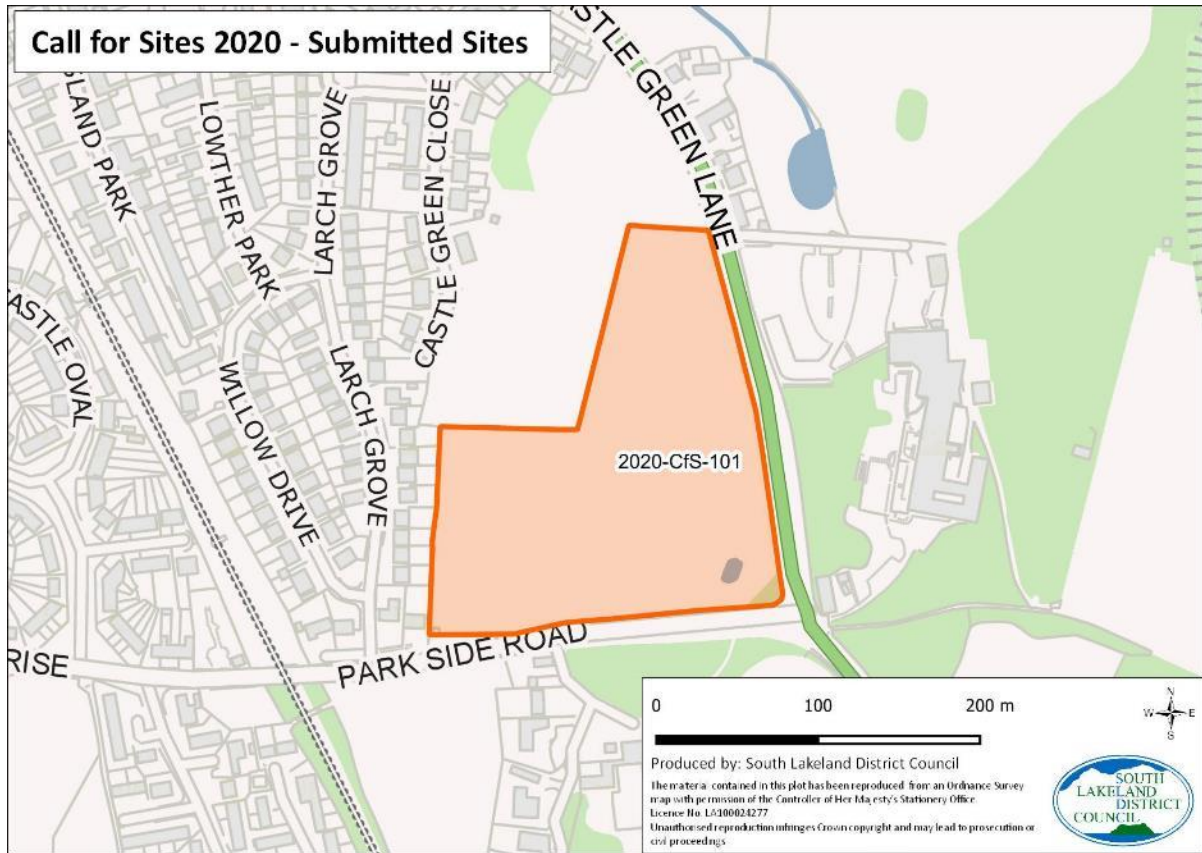 Call for Sites 2020 - Submitted Sites
ASTLE GREEN LANE
SLAND PARK
LOWTHER PARK
LARCH GROVE
CASTLE GREEN CLOSE
ASTLE OVAL
WILLOW DRIVE
LARCH GROVE
2020-CfS-101
RISE
PARK SIDE ROAD
0 100 200 m
N
W E
S
Produced by: South Lakeland District Council
The material contained in this plot has been reproduced from an Ordnance Survey
map with permission of the Controller of Her Majesty's Stationery Office.
Licence No. LA100024277
Unauthorised reproduction infringes Crown copyright and may lead to prosecution or
civil proceedings
SOUTH
LAKELAND
DISTRICT
COUNCIL